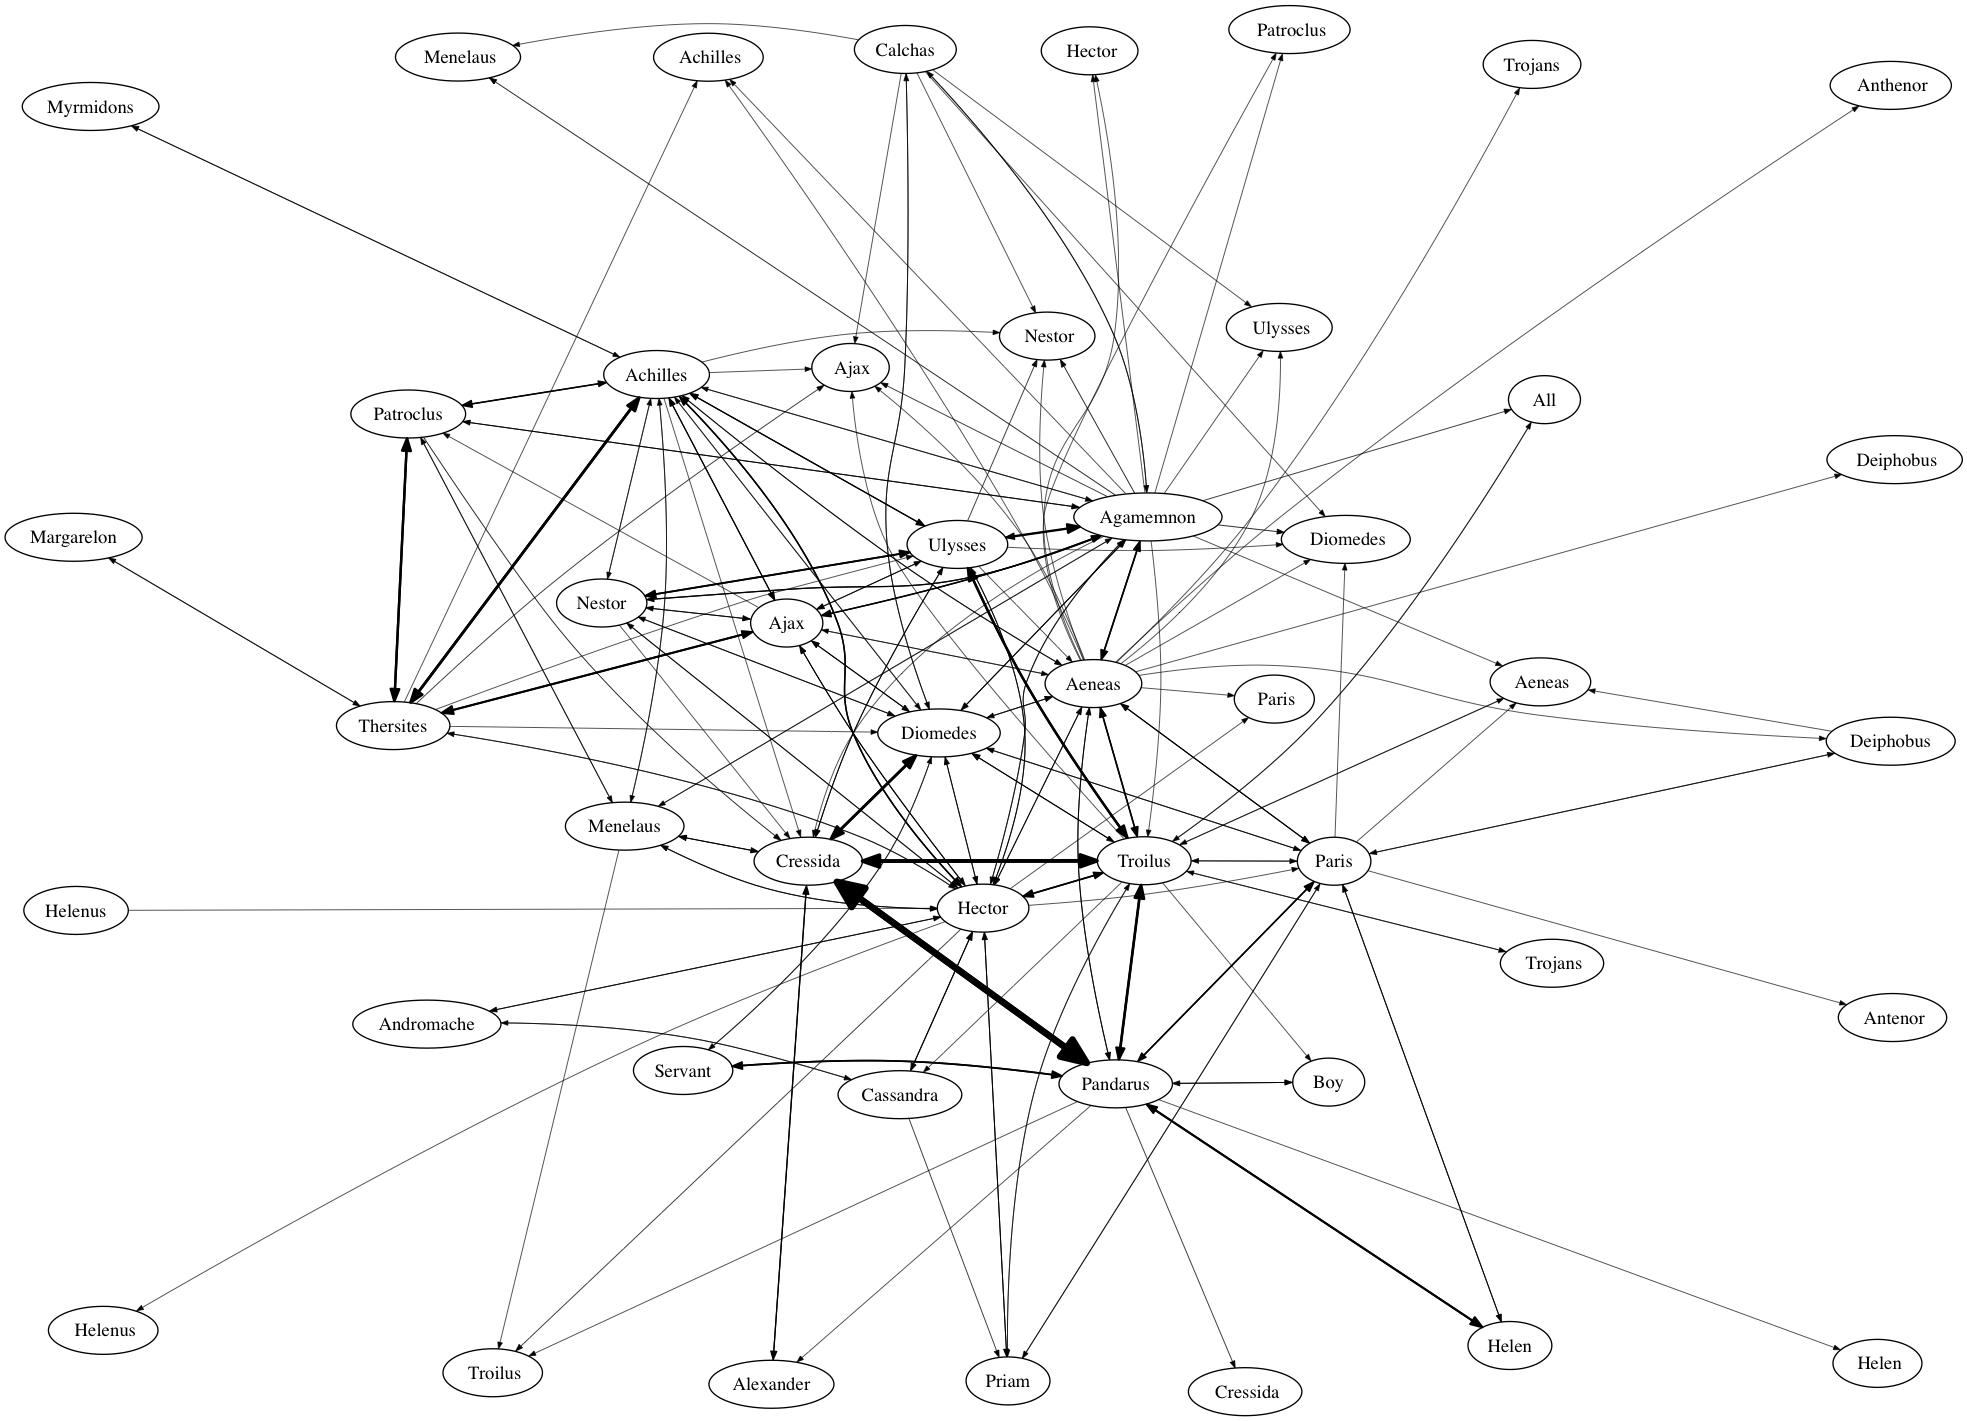 Patroclus
Calchas
Hector
Menelaus
Achilles
Trojans
Anthenor
Myrmidons
Ulysses
Nestor
Ajax
Achilles
All
Patroclus
Deiphobus
Agamemnon
Margarelon
Ulysses
Diomedes
Nestor
Ajax
Aeneas
Aeneas
Paris
Thersites
Diomedes
Deiphobus
Menelaus
Cressida
Troilus
Paris
Helenus
Hector
Trojans
Antenor
Andromache
Servant
Boy
Pandarus
Cassandra
Helenus
Helen
Helen
Troilus
Priam
Alexander
Cressida